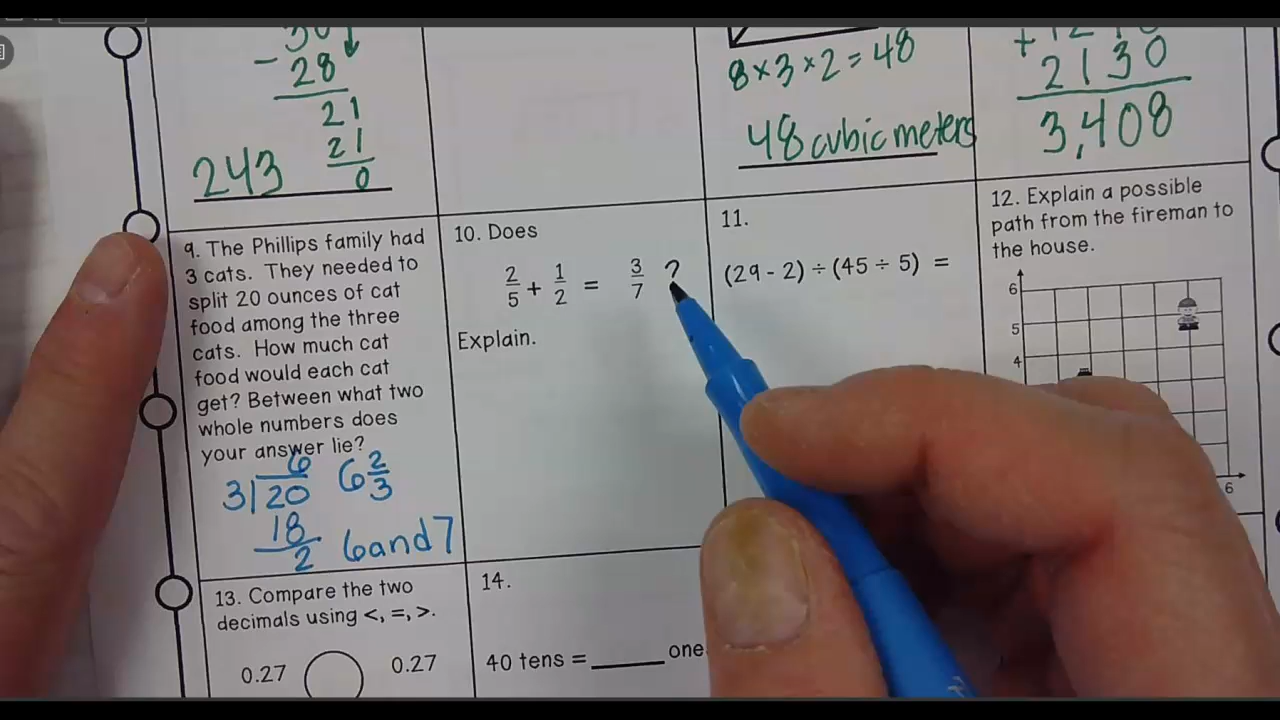 - 28
21
21
0
243
8×3×2=48
48 cubic meters
2130
3,408
9. The Phillips family had
3 cats. They needed to
split 20 ounces of cat
food among the three
cats. How much cat
food would each cat
get? Between what two
whole numbers does
your answer lie?
6 6 2/3
3 20
18
2 6 and 7
10. Does
2/5 + 1/2 = 3/7 ?
Explain.
11.
(29 - 2) ÷ (45 ÷ 5) =
12. Explain a possible
path from the fireman to
the house.
6
5
4
6
13. Compare the two
decimals using <, =, >.
0.27 0.27
14.
40 tens = ______ one